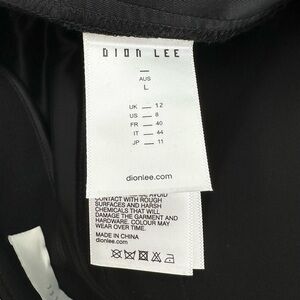 DION LEE
—
AUS
L
UK — 12
US — 8
FR — 40
IT — 44
JP — 11
dionlee.com
AVOID
CONTACT WITH ROUGH
SURFACES AND HARSH
CHEMICALS THAT WILL
DAMAGE THE GARMENT AND
HARDWARE. COLOUR MAY
WEAR OVER TIME.
MADE IN CHINA
dionlee.com